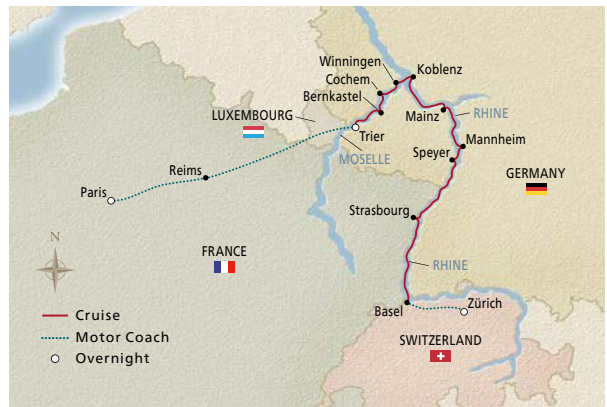 Winningen
Koblenz
Cochem
Bernkastel
Mainz
RHINE
LUXEMBOURG
Trier
Mannheim
MOSELLE
Speyer
Reims
GERMANY
Paris
Strasbourg
N
FRANCE
RHINE
Basel
Zürich
Cruise
Motor Coach
SWITZERLAND
Overnight